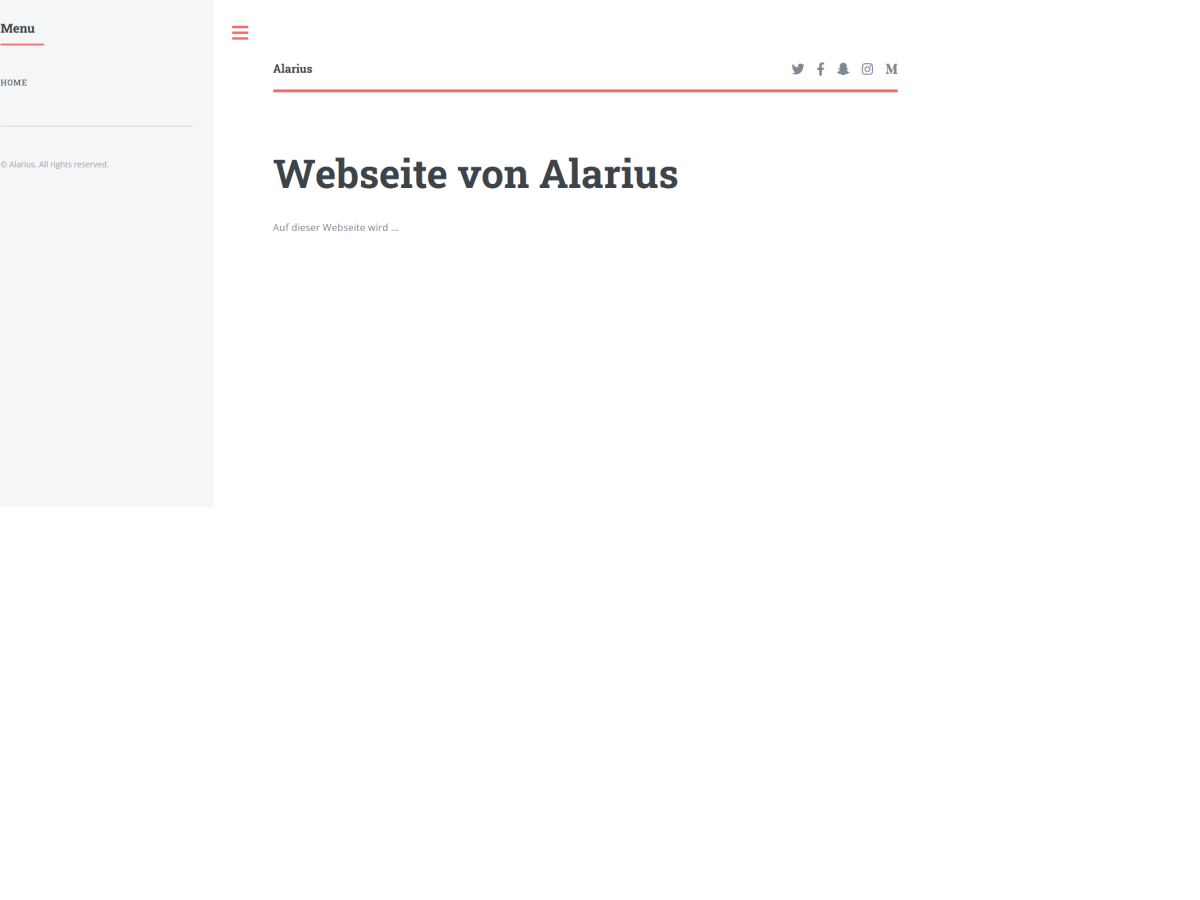 Menu
HOME
© Alarius. All rights reserved.
Alarius
Webseite von Alarius
Auf dieser Webseite wird ...